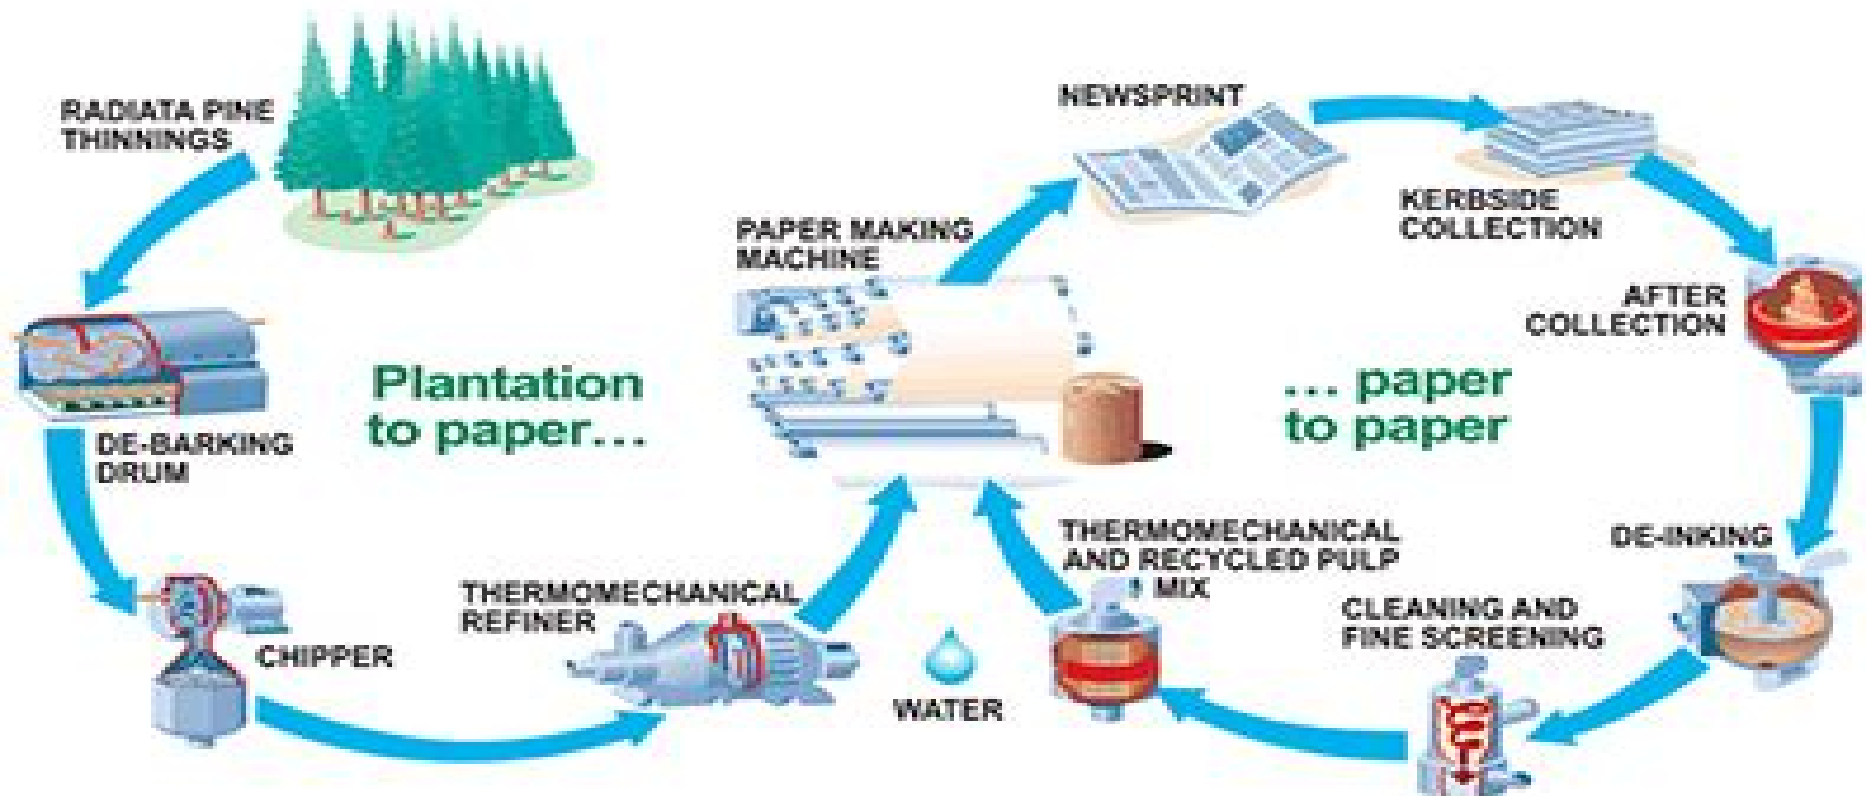 RADIATA PINE
THINNINGS
DE-BARKING
DRUM
CHIPPER
THERMOMECHANICAL
REFINER
Plantation
to paper...
WATER
PAPER MAKING
MACHINE
NEWSPRINT
KERBSIDE
COLLECTION
AFTER
COLLECTION
... paper
to paper
DE-INKING
CLEANING AND
FINE SCREENING
THERMOMECHANICAL
AND RECYCLED PULP
MIX